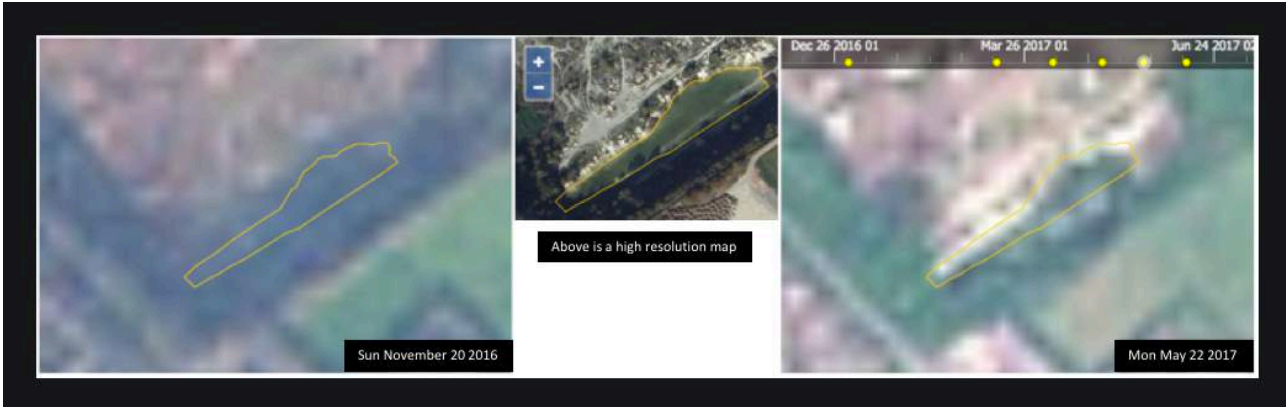 Dec 26 2016 01
Mar 26 2017 01
Jun 24 2017 02
+
−
Above is a high resolution map
Sun November 20 2016
Mon May 22 2017